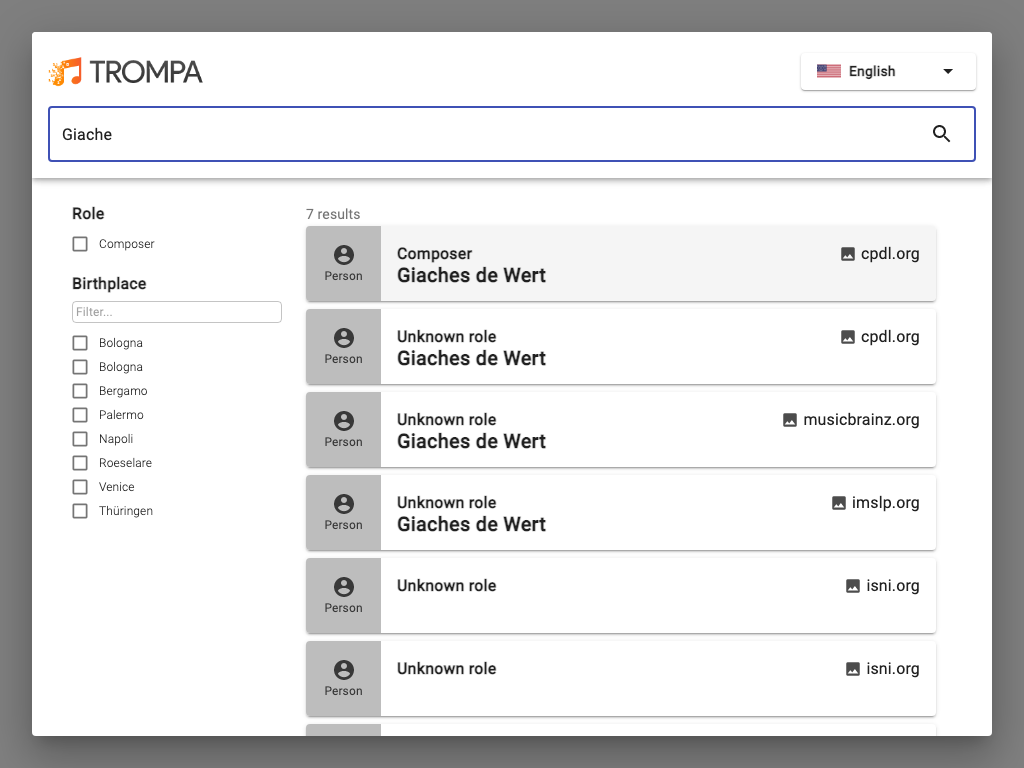 TROMPA
English
Giache
Role
Composer
Birthplace
Filter...
Bologna
Bologna
Bergamo
Palermo
Napoli
Roeselare
Venice
Thüringen
7 results
Person
Composer
Giaches de Wert
cpdl.org
Person
Unknown role
Giaches de Wert
cpdl.org
Person
Unknown role
Giaches de Wert
musicbrainz.org
Person
Unknown role
Giaches de Wert
imslp.org
Person
Unknown role
isni.org
Person
Unknown role
isni.org